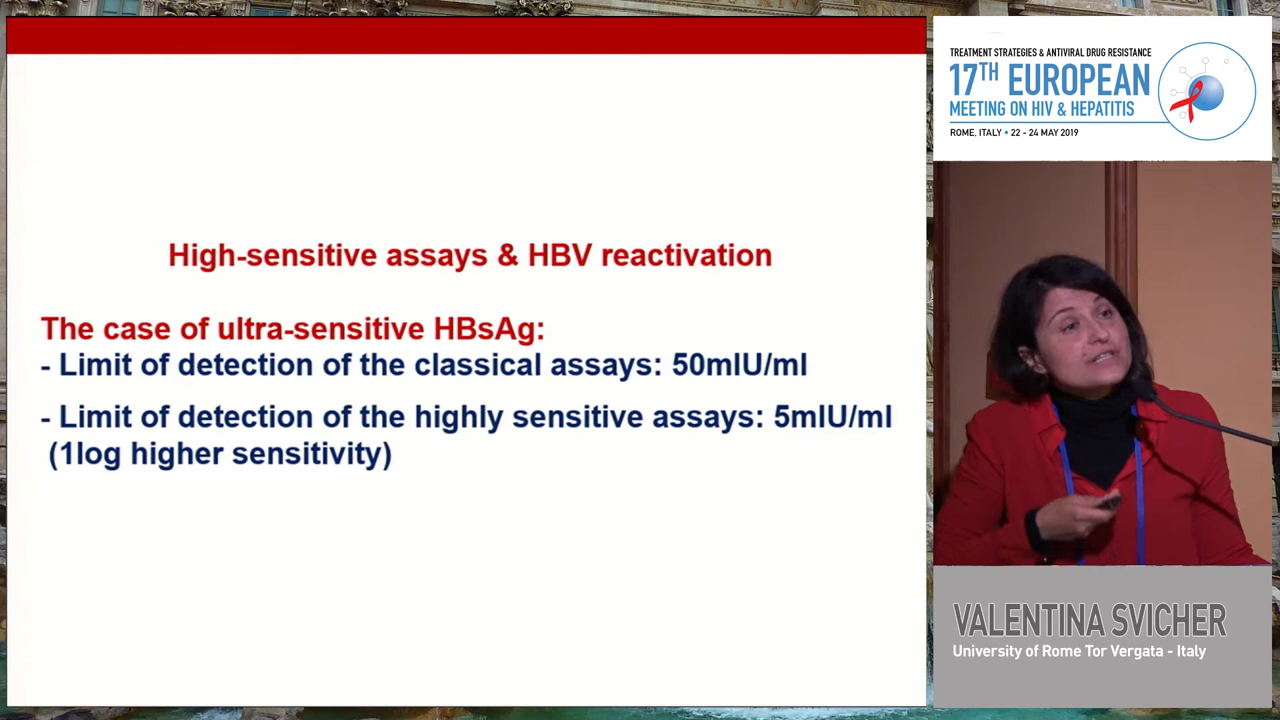 High-sensitive assays & HBV reactivation
The case of ultra-sensitive HBsAg:
- Limit of detection of the classical assays: 50mIU/ml
- Limit of detection of the highly sensitive assays: 5mIU/ml
(1log higher sensitivity)
TREATMENT STRATEGIES & ANTIVIRAL DRUG RESISTANCE
17TH EUROPEAN
MEETING ON HIV & HEPATITIS
ROME, ITALY • 22 - 24 MAY 2019
VALENTINA SVICHER
University of Rome Tor Vergata - Italy